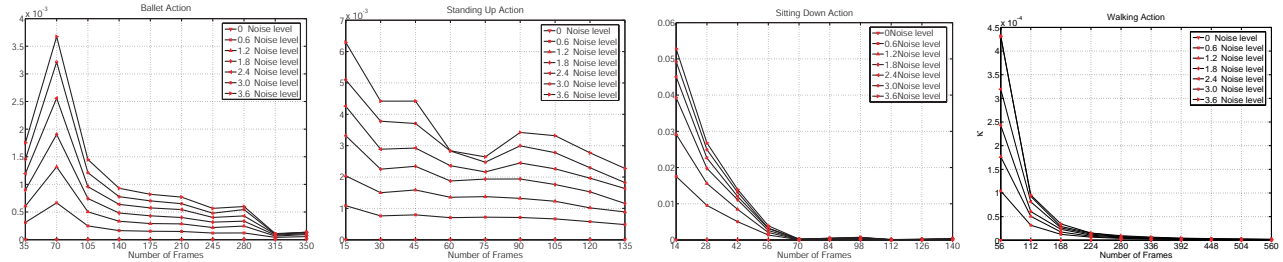 Ballet Action
x 10⁻³
4
3.5
3
2.5
2
1.5
1
0.5
0
35 70 105 140 175 210 245 280 315 350
Number of Frames
0 Noise level
0.6 Noise level
1.2 Noise level
1.8 Noise level
2.4 Noise level
3.0 Noise level
3.6 Noise level
Standing Up Action
x 10⁻³
7
6
5
4
3
2
1
0
15 30 45 60 75 90 105 120 135
Number of Frames
0 Noise level
0.6 Noise level
1.2 Noise level
1.8 Noise level
2.4 Noise level
3.0 Noise level
3.6 Noise level
Sitting Down Action
0.06
0.05
0.04
0.03
0.02
0.01
0
14 28 42 56 70 84 98 112 126 140
Number of Frames
0Noise level
0.6Noise level
1.2Noise level
1.8Noise level
2.4Noise level
3.0Noise level
3.6Noise level
Walking Action
x 10⁻⁴
4.5
4
3.5
3
2.5
2
1.5
1
0.5
0
κ
56 112 168 224 280 336 392 448 504 560
Number of Frames
0 Noise level
0.6 Noise level
1.2 Noise level
1.8 Noise level
2.4 Noise level
3.0 Noise level
3.6 Noise level